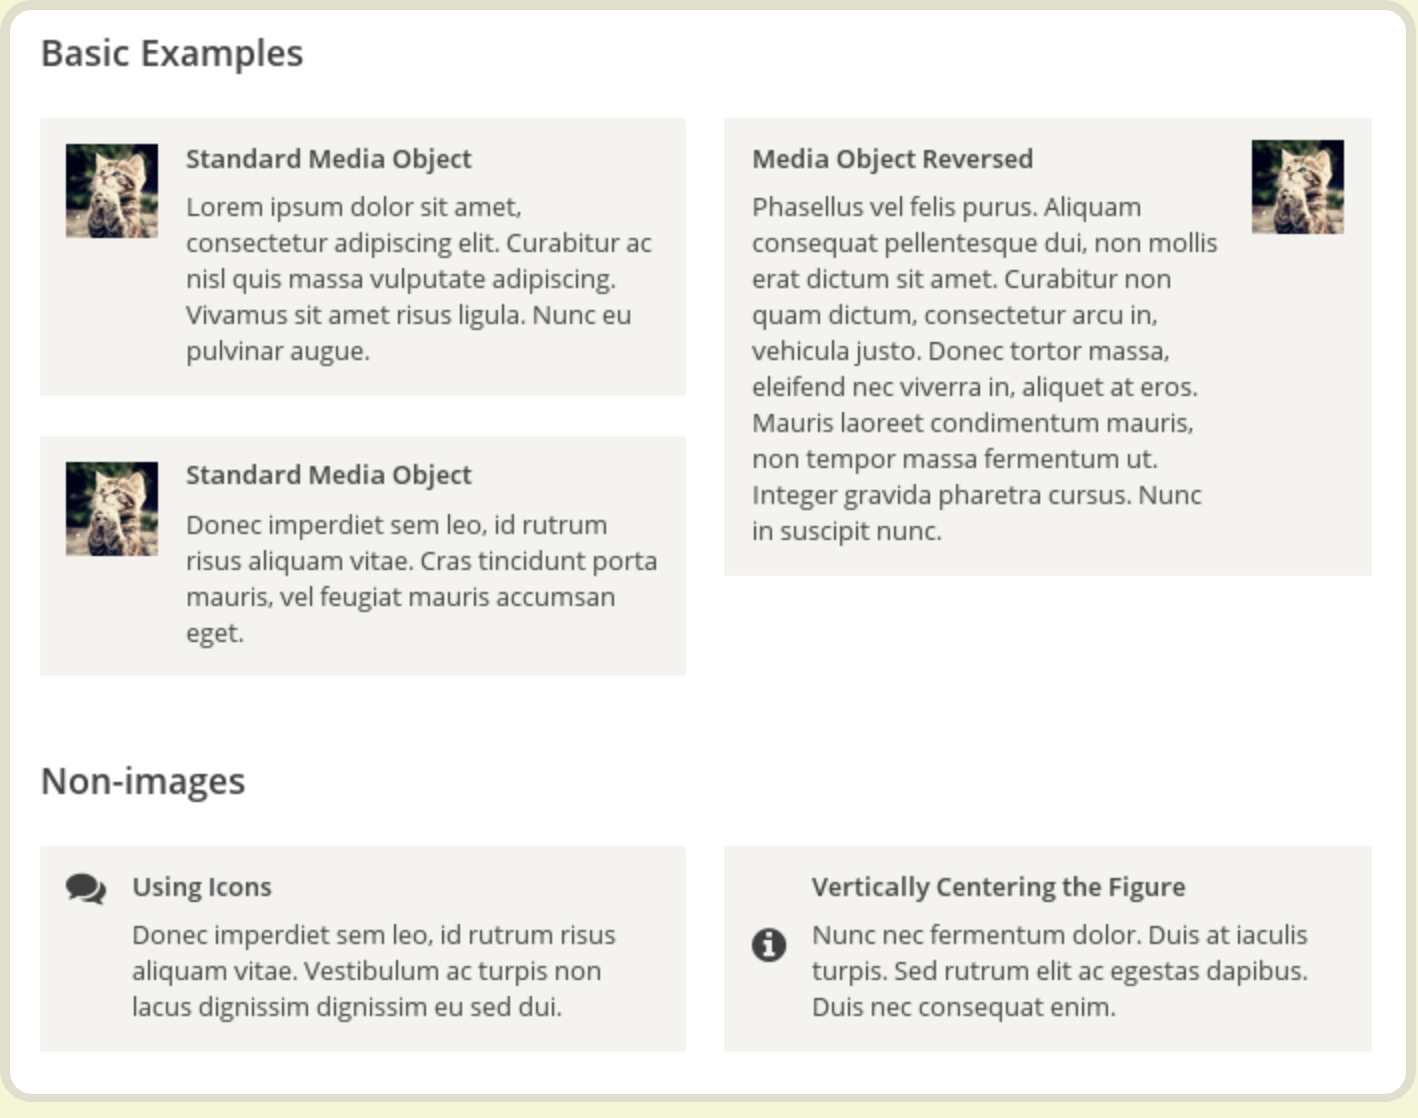 Basic Examples
Standard Media Object
Lorem ipsum dolor sit amet,
consectetur adipiscing elit. Curabitur ac
nisl quis massa vulputate adipiscing.
Vivamus sit amet risus ligula. Nunc eu
pulvinar augue.
Standard Media Object
Donec imperdiet sem leo, id rutrum
risus aliquam vitae. Cras tincidunt porta
mauris, vel feugiat mauris accumsan
eget.
Media Object Reversed
Phasellus vel felis purus. Aliquam
consequat pellentesque dui, non mollis
erat dictum sit amet. Curabitur non
quam dictum, consectetur arcu in,
vehicula justo. Donec tortor massa,
eleifend nec viverra in, aliquet at eros.
Mauris laoreet condimentum mauris,
non tempor massa fermentum ut.
Integer gravida pharetra cursus. Nunc
in suscipit nunc.
Non-images
Using Icons
Donec imperdiet sem leo, id rutrum risus
aliquam vitae. Vestibulum ac turpis non
lacus dignissim dignissim eu sed dui.
Vertically Centering the Figure
Nunc nec fermentum dolor. Duis at iaculis
turpis. Sed rutrum elit ac egestas dapibus.
Duis nec consequat enim.